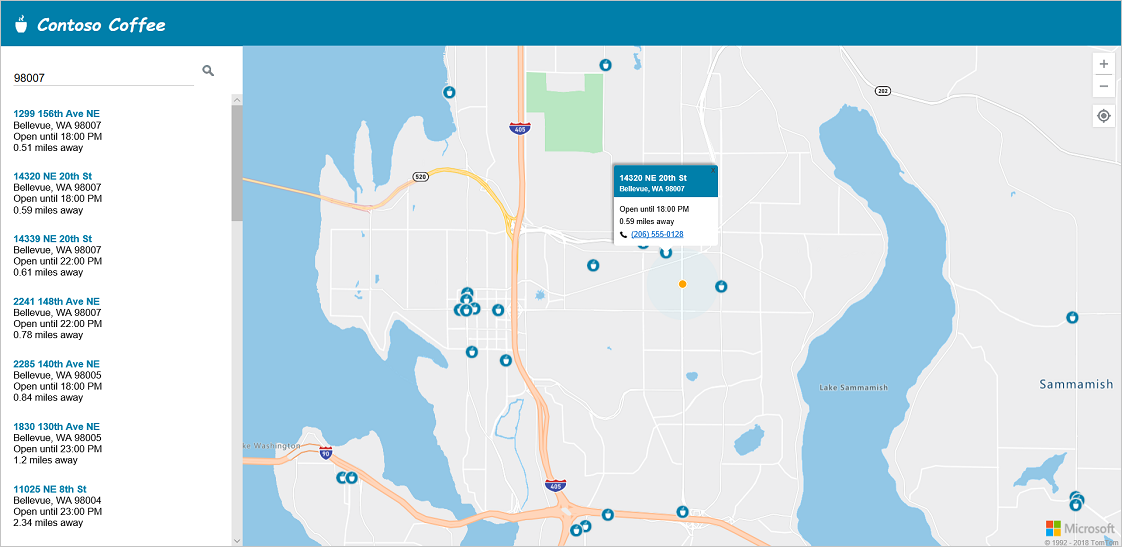 Contoso Coffee
98007
1299 156th Ave NE
Bellevue, WA 98007
Open until 18:00 PM
0.51 miles away
14320 NE 20th St
Bellevue, WA 98007
Open until 18:00 PM
0.59 miles away
14339 NE 20th St
Bellevue, WA 98007
Open until 22:00 PM
0.61 miles away
2241 148th Ave NE
Bellevue, WA 98007
Open until 22:00 PM
0.78 miles away
2285 140th Ave NE
Bellevue, WA 98005
Open until 18:00 PM
0.84 miles away
1830 130th Ave NE
Bellevue, WA 98005
Open until 23:00 PM
1.2 miles away
11025 NE 8th St
Bellevue, WA 98004
Open until 23:00 PM
2.34 miles away
202
405
520
14320 NE 20th St
Bellevue, WA 98007
Open until 18:00 PM
0.59 miles away
(206) 555-0128
Lake Sammamish
Sammamish
ke Washington
90
405
Microsoft
© 1992 - 2018 TomTom